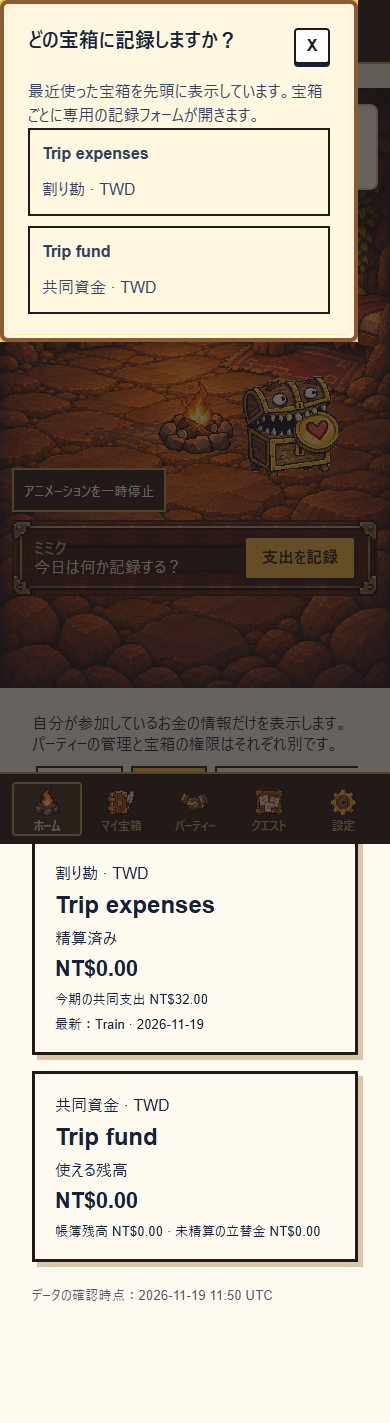 どの宝箱に記録しますか？
X
最近使った宝箱を先頭に表示しています。宝箱
ごとに専用の記録フォームが開きます。
Trip expenses
割り勘 · TWD
Trip fund
共同資金 · TWD
アニメーションを一時停止
ミミク
今日は何か記録する？
支出を記録
自分が参加しているお金の情報だけを表示します。
パーティーの管理と宝箱の権限はそれぞれ別です。
ホーム
マイ宝箱
パーティー
クエスト
設定
割り勘 · TWD
Trip expenses
精算済み
NT$0.00
今期の共同支出 NT$32.00
最新：Train · 2026-11-19
共同資金 · TWD
Trip fund
使える残高
NT$0.00
帳簿残高 NT$0.00 · 未精算の立替金 NT$0.00
データの確認時点：2026-11-19 11:50 UTC